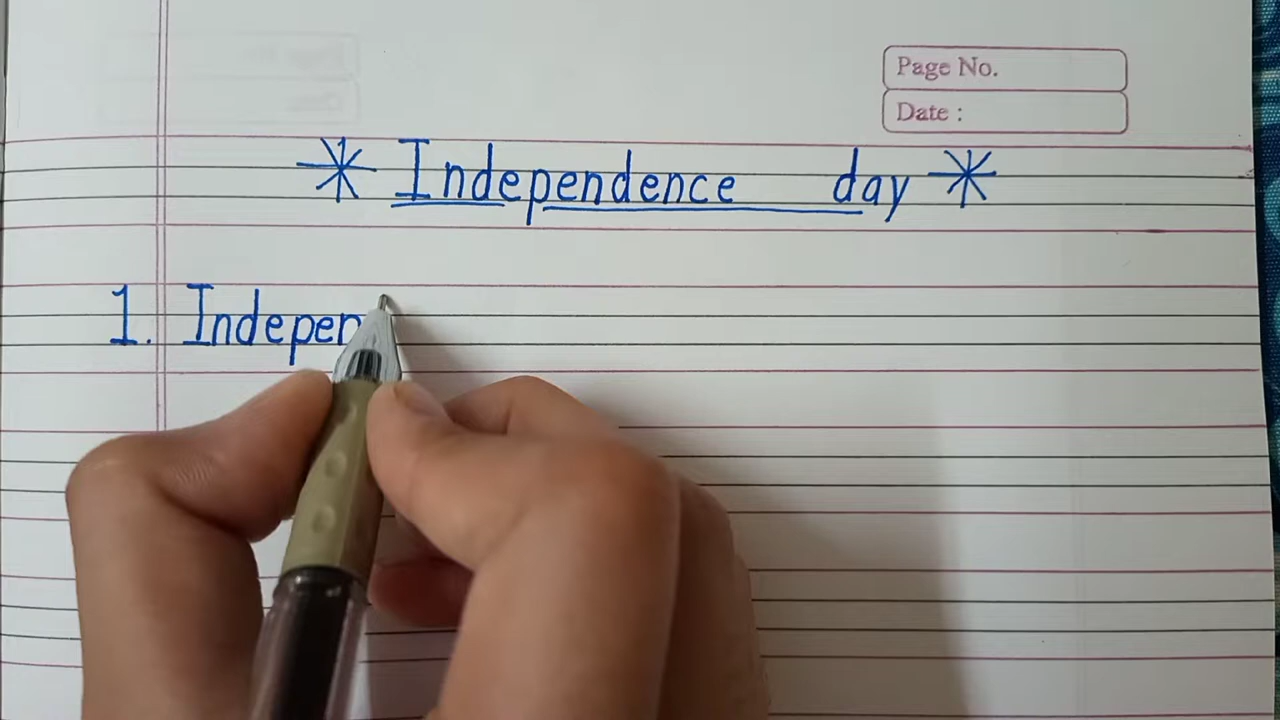 Page No.
Date :
* Independence day *
1. Indepen